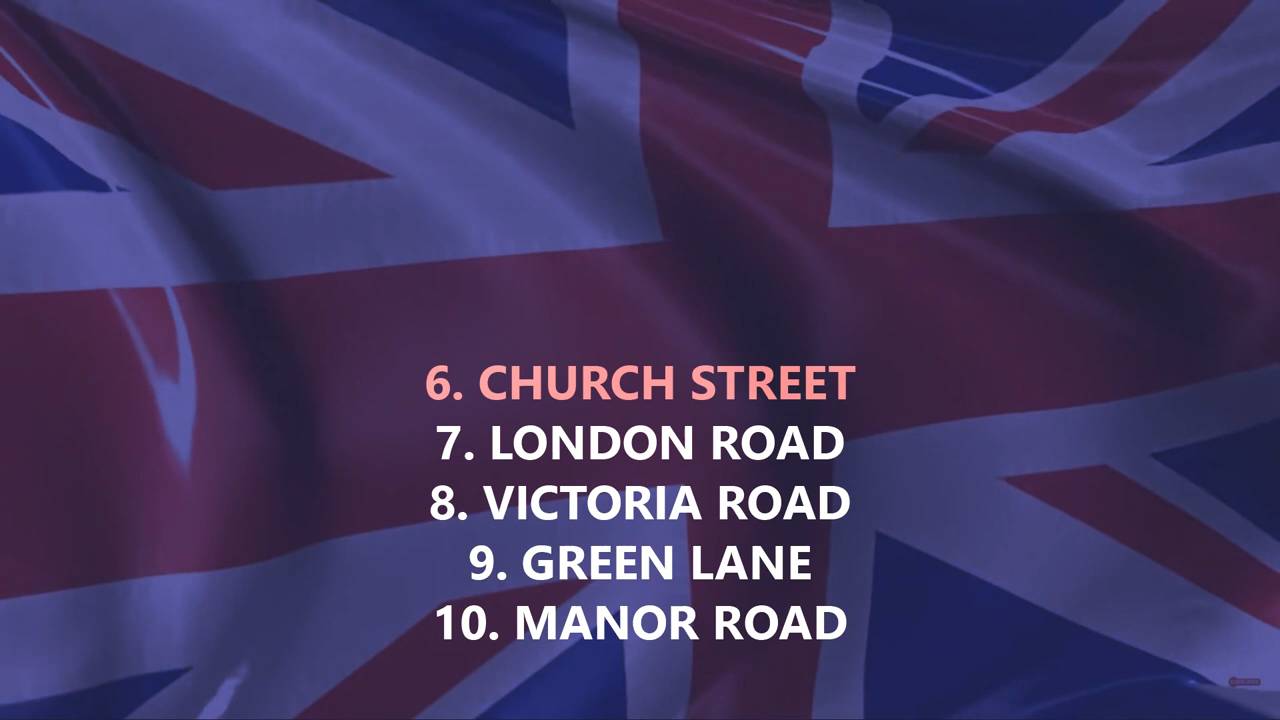 6. CHURCH STREET
7. LONDON ROAD
8. VICTORIA ROAD
9. GREEN LANE
10. MANOR ROAD